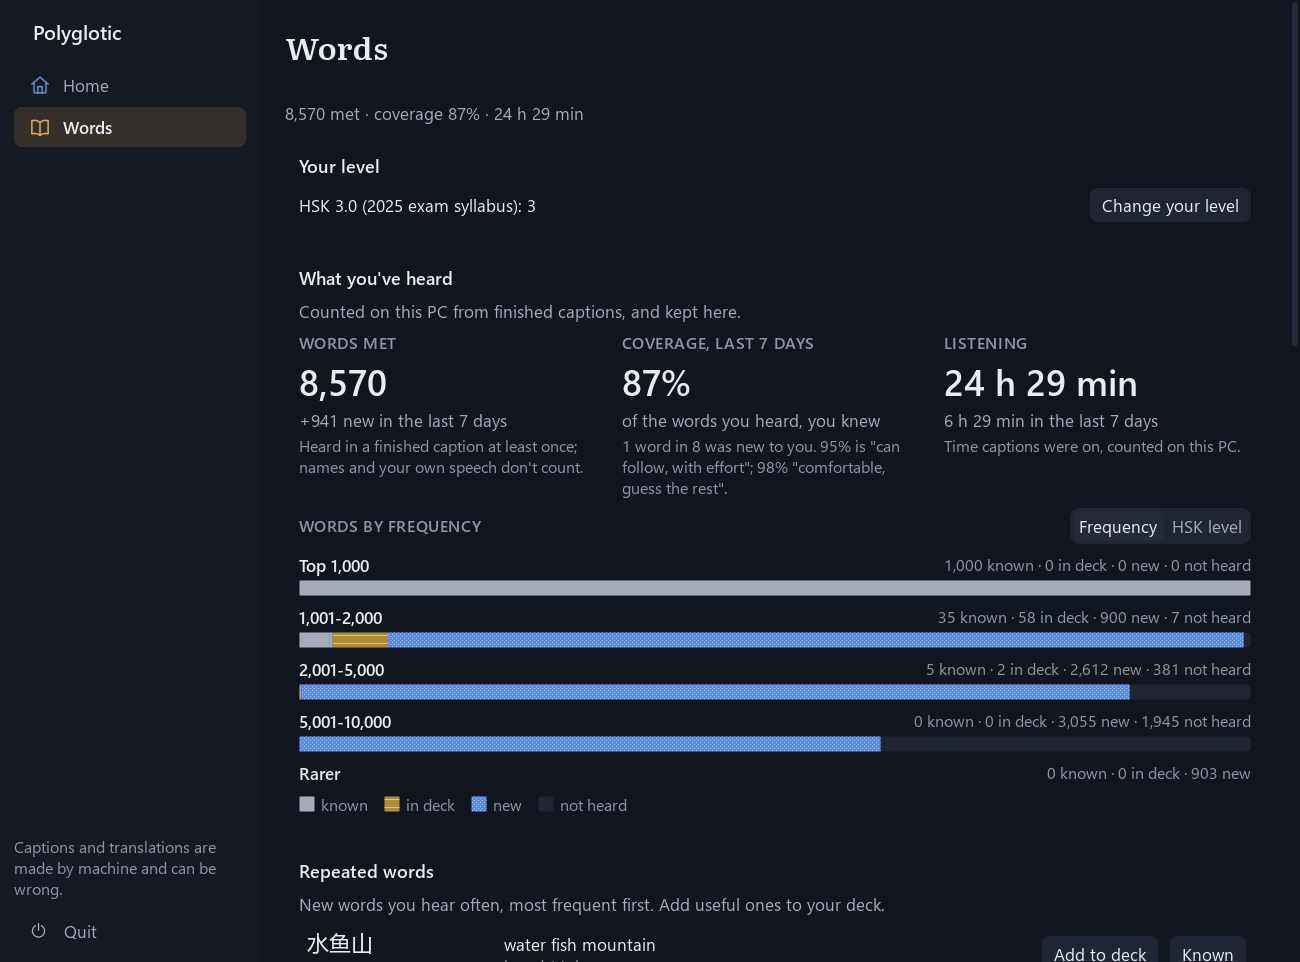 Polyglotic
Home
Words
Captions and translations are
made by machine and can be
wrong.
Quit
Words
8,570 met · coverage 87% · 24 h 29 min
Your level
HSK 3.0 (2025 exam syllabus): 3
Change your level
What you've heard
Counted on this PC from finished captions, and kept here.
WORDS MET
8,570
+941 new in the last 7 days
Heard in a finished caption at least once;
names and your own speech don't count.
COVERAGE, LAST 7 DAYS
87%
of the words you heard, you knew
1 word in 8 was new to you. 95% is "can
follow, with effort"; 98% "comfortable,
guess the rest".
LISTENING
24 h 29 min
6 h 29 min in the last 7 days
Time captions were on, counted on this PC.
WORDS BY FREQUENCY
Frequency HSK level
Top 1,000 1,000 known · 0 in deck · 0 new · 0 not heard
1,001-2,000 35 known · 58 in deck · 900 new · 7 not heard
2,001-5,000 5 known · 2 in deck · 2,612 new · 381 not heard
5,001-10,000 0 known · 0 in deck · 3,055 new · 1,945 not heard
Rarer 0 known · 0 in deck · 903 new
known in deck new not heard
Repeated words
New words you hear often, most frequent first. Add useful ones to your deck.
水鱼山 water fish mountain Add to deck Known